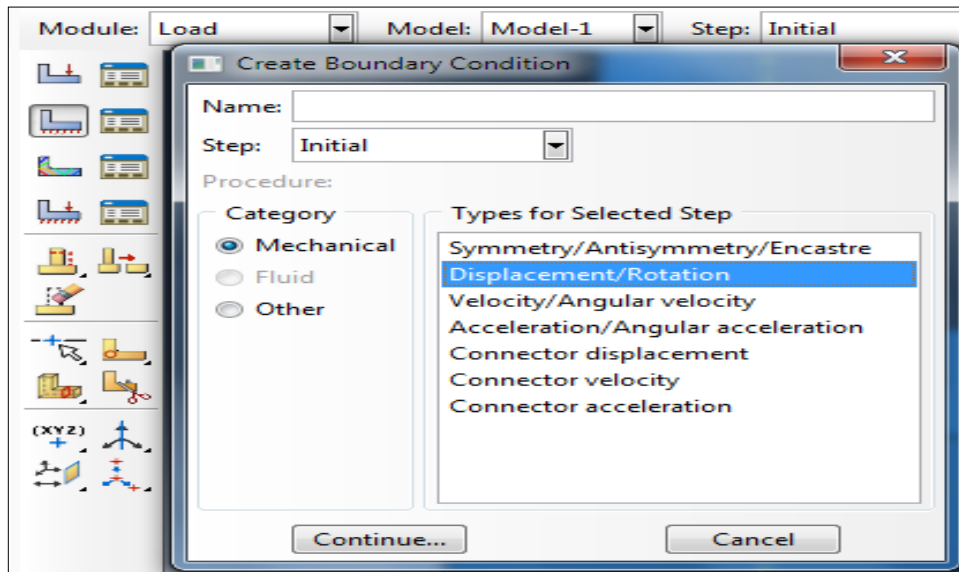 Module: Load Model: Model-1 Step: Initial
Create Boundary Condition
Name:
Step: Initial
Procedure:
Category
Mechanical
Fluid
Other
Types for Selected Step
Symmetry/Antisymmetry/Encastre
Displacement/Rotation
Velocity/Angular velocity
Acceleration/Angular acceleration
Connector displacement
Connector velocity
Connector acceleration
(XYZ)
Continue... Cancel